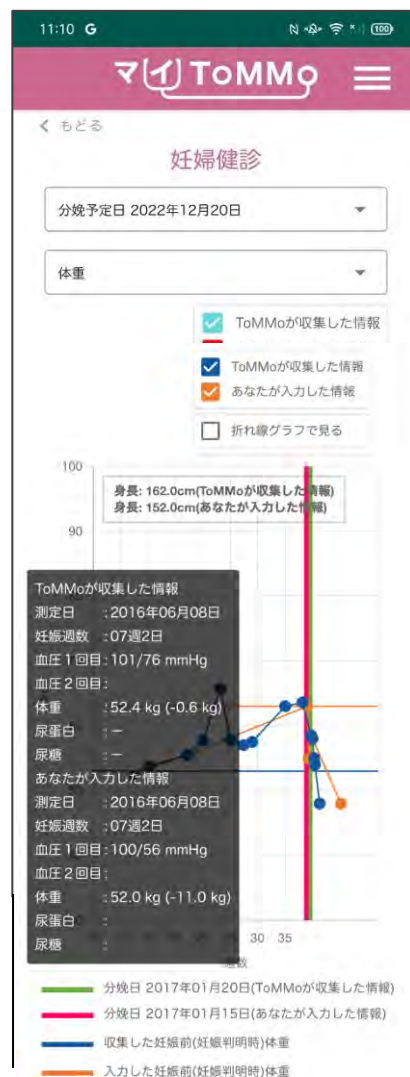 11:10 G
100
マイToMMo
もどる
妊婦健診
分娩予定日 2022年12月20日
体重
ToMMoが収集した情報
ToMMoが収集した情報
あなたが入力した情報
折れ線グラフで見る
100
身長: 162.0cm(ToMMoが収集した情報)
身長: 152.0cm(あなたが入力した情報)
90
ToMMoが収集した情報
測定日 :2016年06月08日
妊娠週数 :07週2日
血圧1回目:101/76 mmHg
血圧2回目:
体重 :52.4 kg (-0.6 kg)
尿蛋白 :−
尿糖 :−
あなたが入力した情報
測定日 :2016年06月08日
妊娠週数 :07週2日
血圧1回目:100/56 mmHg
血圧2回目:
体重 :52.0 kg (-11.0 kg)
尿蛋白 :
尿糖 :
30 35
週数
分娩日 2017年01月20日(ToMMoが収集した情報)
分娩日 2017年01月15日(あなたが入力した情報)
収集した妊娠前(妊娠判明時)体重
入力した妊娠前(妊娠判明時)体重